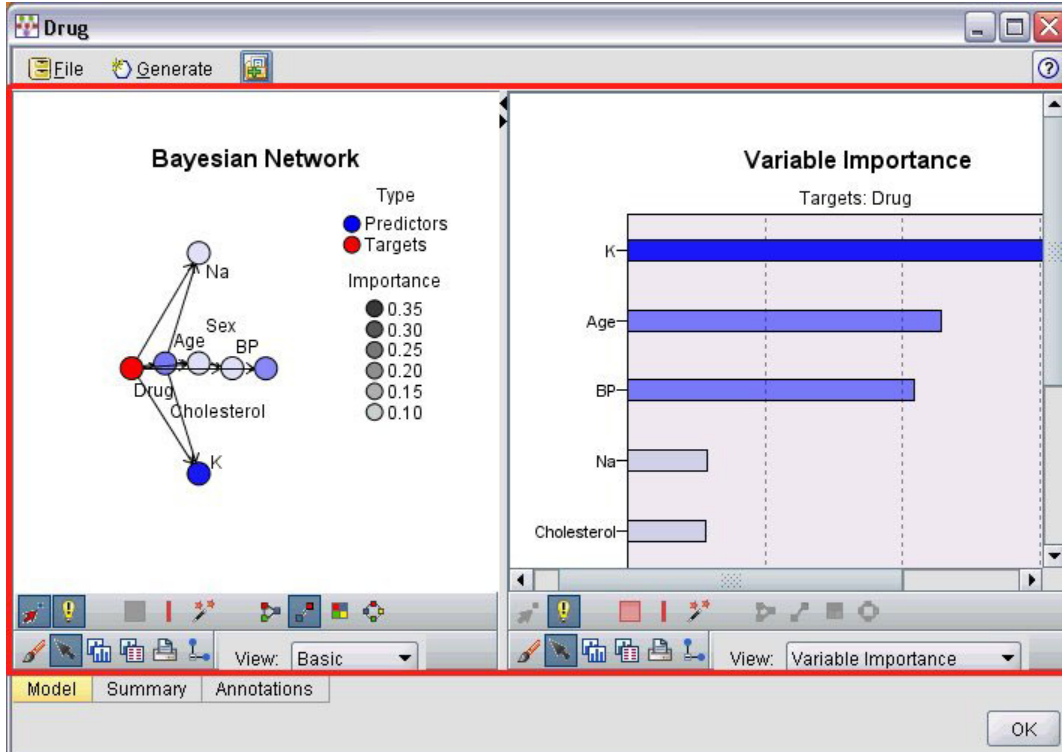 Drug
File Generate
Bayesian Network
Type
Predictors
Targets
Importance
0.35
0.30
0.25
0.20
0.15
0.10
Na
Sex
Age
BP
Drug
Cholesterol
K
View: Basic
Variable Importance
Targets: Drug
K
Age
BP
Na
Cholesterol
View: Variable Importance
Model Summary Annotations
OK